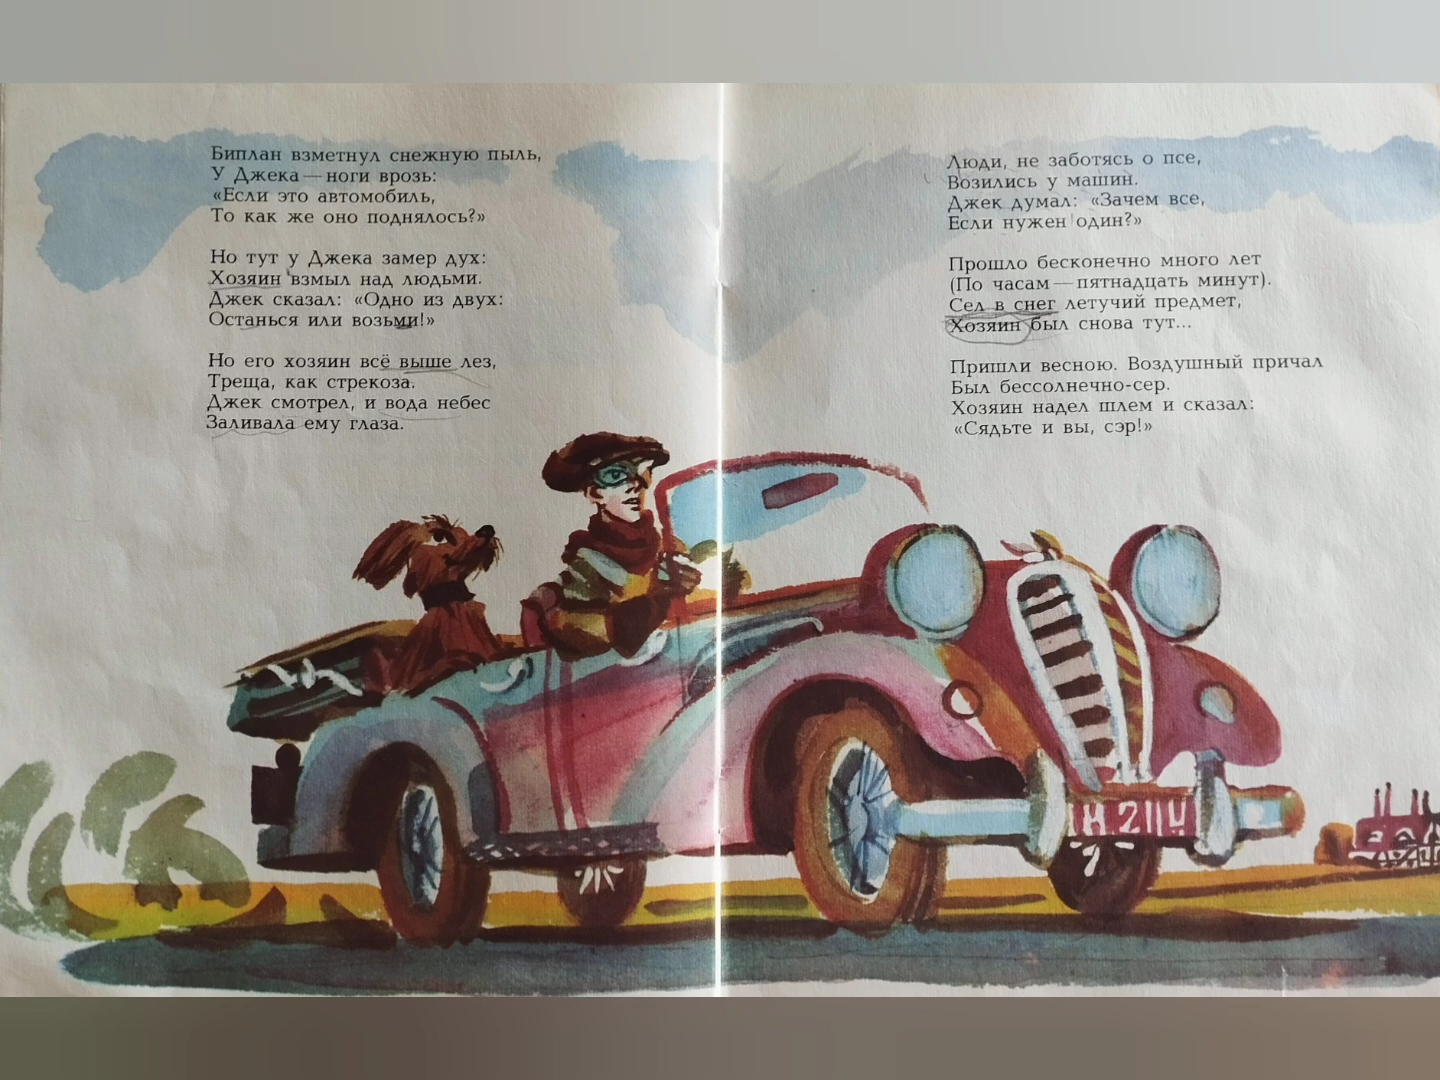 Биплан взметнул снежную пыль,
У Джека — ноги врозь:
«Если это автомобиль,
То как же оно поднялось?»
Но тут у Джека замер дух:
Хозяин взмыл над людьми.
Джек сказал: «Одно из двух:
Останься или возьми!»
Но его хозяин всё выше лез,
Треща, как стрекоза.
Джек смотрел, и вода небес
Заливала ему глаза.
Люди, не заботясь о псе,
Возились у машин.
Джек думал: «Зачем все,
Если нужен один?»
Прошло бесконечно много лет
(По часам — пятнадцать минут).
Сел в снег летучий предмет,
Хозяин был снова тут...
Пришли весною. Воздушный причал
Был бессолнечно-сер.
Хозяин надел шлем и сказал:
«Сядьте и вы, сэр!»